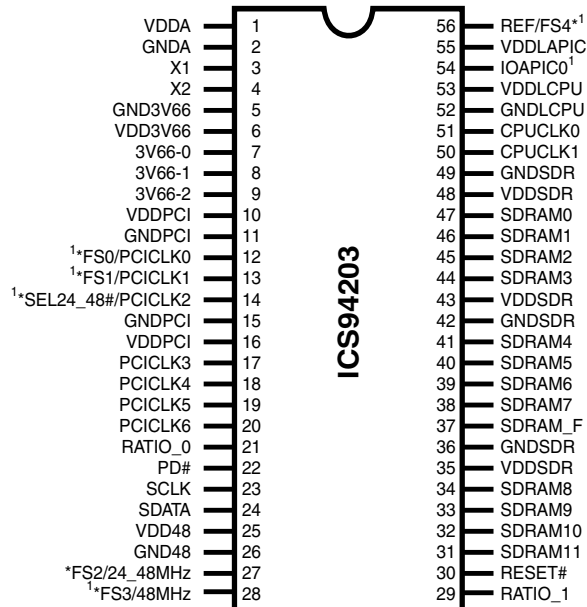 VDDA 1 56 REF/FS4*1
GNDA 2 55 VDDLAPIC
X1 3 54 IOAPIC01
X2 4 53 VDDLCPU
GND3V66 5 52 GNDLCPU
VDD3V66 6 51 CPUCLK0
3V66-0 7 50 CPUCLK1
3V66-1 8 49 GNDSDR
3V66-2 9 48 VDDSDR
VDDPCI 10 47 SDRAM0
GNDPCI 11 46 SDRAM1
1*FS0/PCICLK0 12 45 SDRAM2
1*FS1/PCICLK1 13 44 SDRAM3
1*SEL24_48#/PCICLK2 14 43 VDDSDR
GNDPCI 15 42 GNDSDR
VDDPCI 16 41 SDRAM4
PCICLK3 17 40 SDRAM5
PCICLK4 18 39 SDRAM6
PCICLK5 19 38 SDRAM7
PCICLK6 20 37 SDRAM_F
RATIO_0 21 36 GNDSDR
PD# 22 35 VDDSDR
SCLK 23 34 SDRAM8
SDATA 24 33 SDRAM9
VDD48 25 32 SDRAM10
GND48 26 31 SDRAM11
*FS2/24_48MHz 27 30 RESET#
1*FS3/48MHz 28 29 RATIO_1
ICS94203